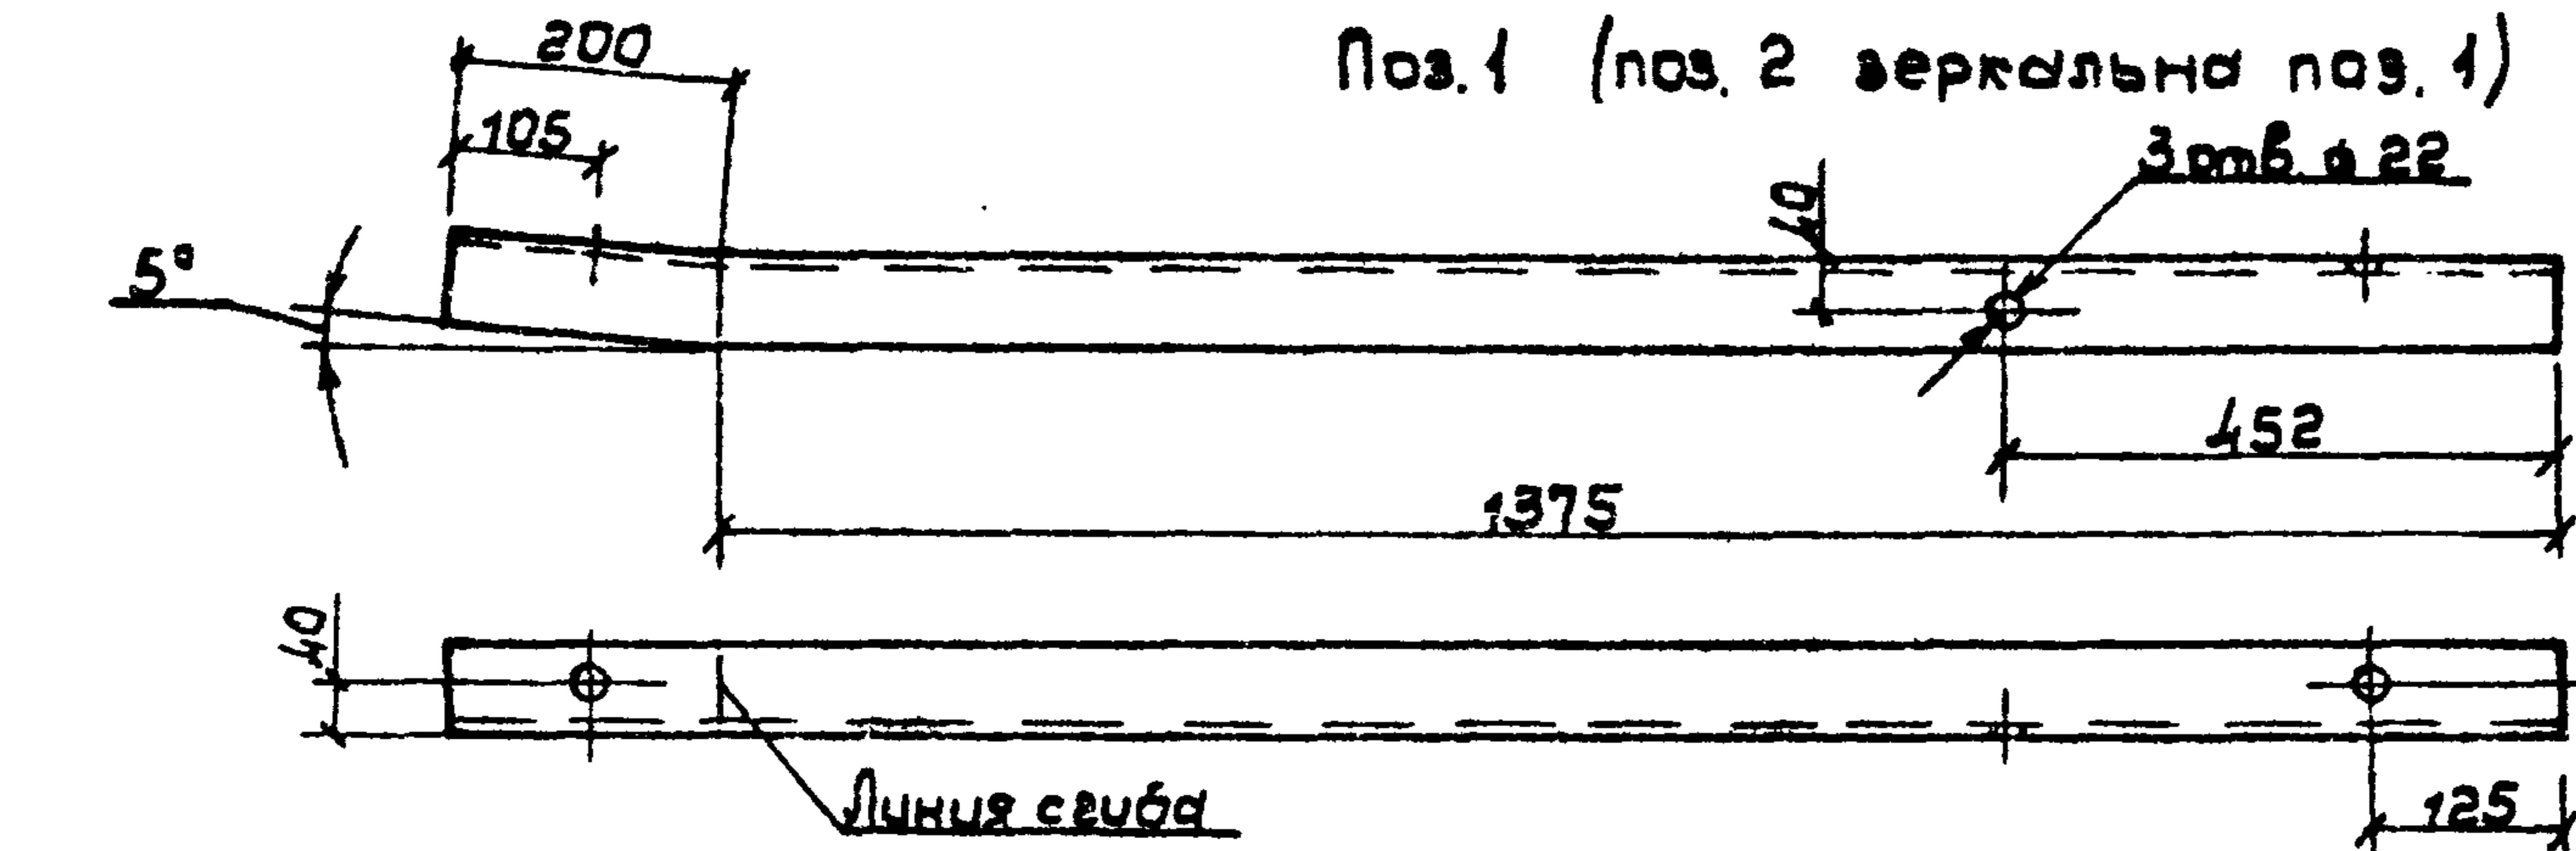 200
Поз. 1 (поз. 2 зеркальна поз. 1)
105
3 отв. ø 22
40
5°
452
1375
40
Линия сгиба
125